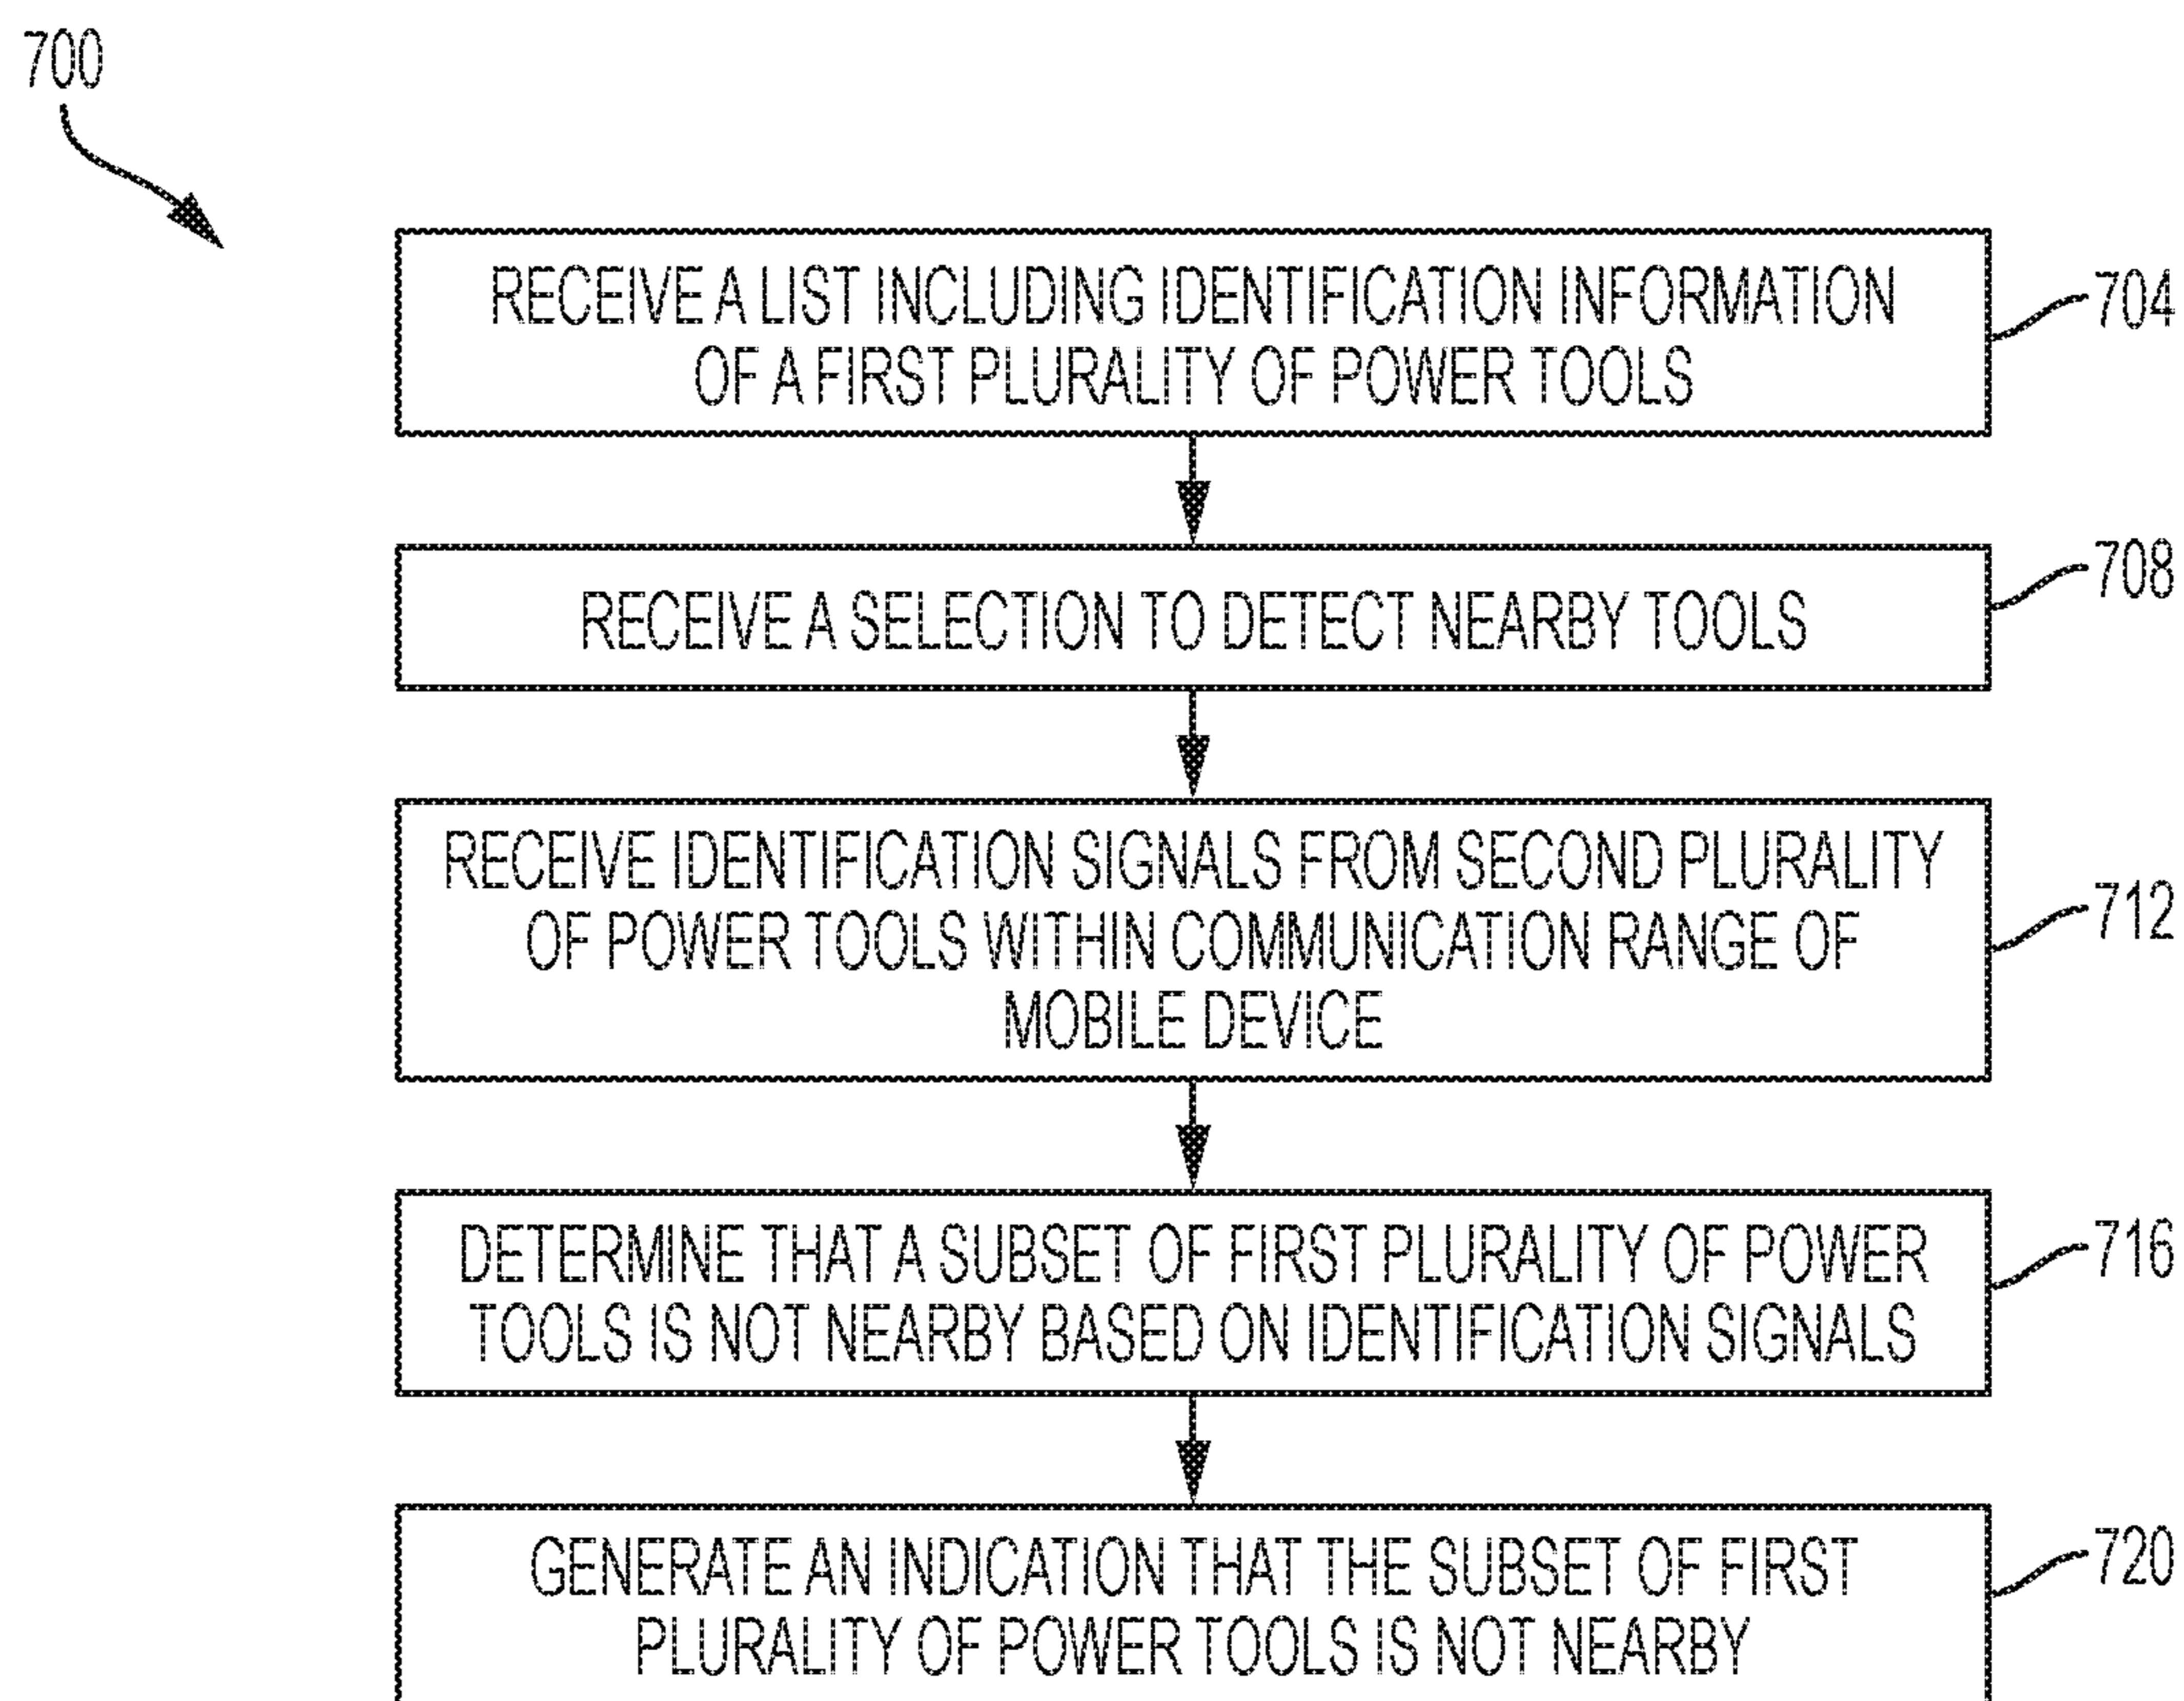 700
RECEIVE A LIST INCLUDING IDENTIFICATION INFORMATION
OF A FIRST PLURALITY OF POWER TOOLS
704
RECEIVE A SELECTION TO DETECT NEARBY TOOLS
708
RECEIVE IDENTIFICATION SIGNALS FROM SECOND PLURALITY
OF POWER TOOLS WITHIN COMMUNICATION RANGE OF
MOBILE DEVICE
712
DETERMINE THAT A SUBSET OF FIRST PLURALITY OF POWER
TOOLS IS NOT NEARBY BASED ON IDENTIFICATION SIGNALS
716
GENERATE AN INDICATION THAT THE SUBSET OF FIRST
PLURALITY OF POWER TOOLS IS NOT NEARBY
720